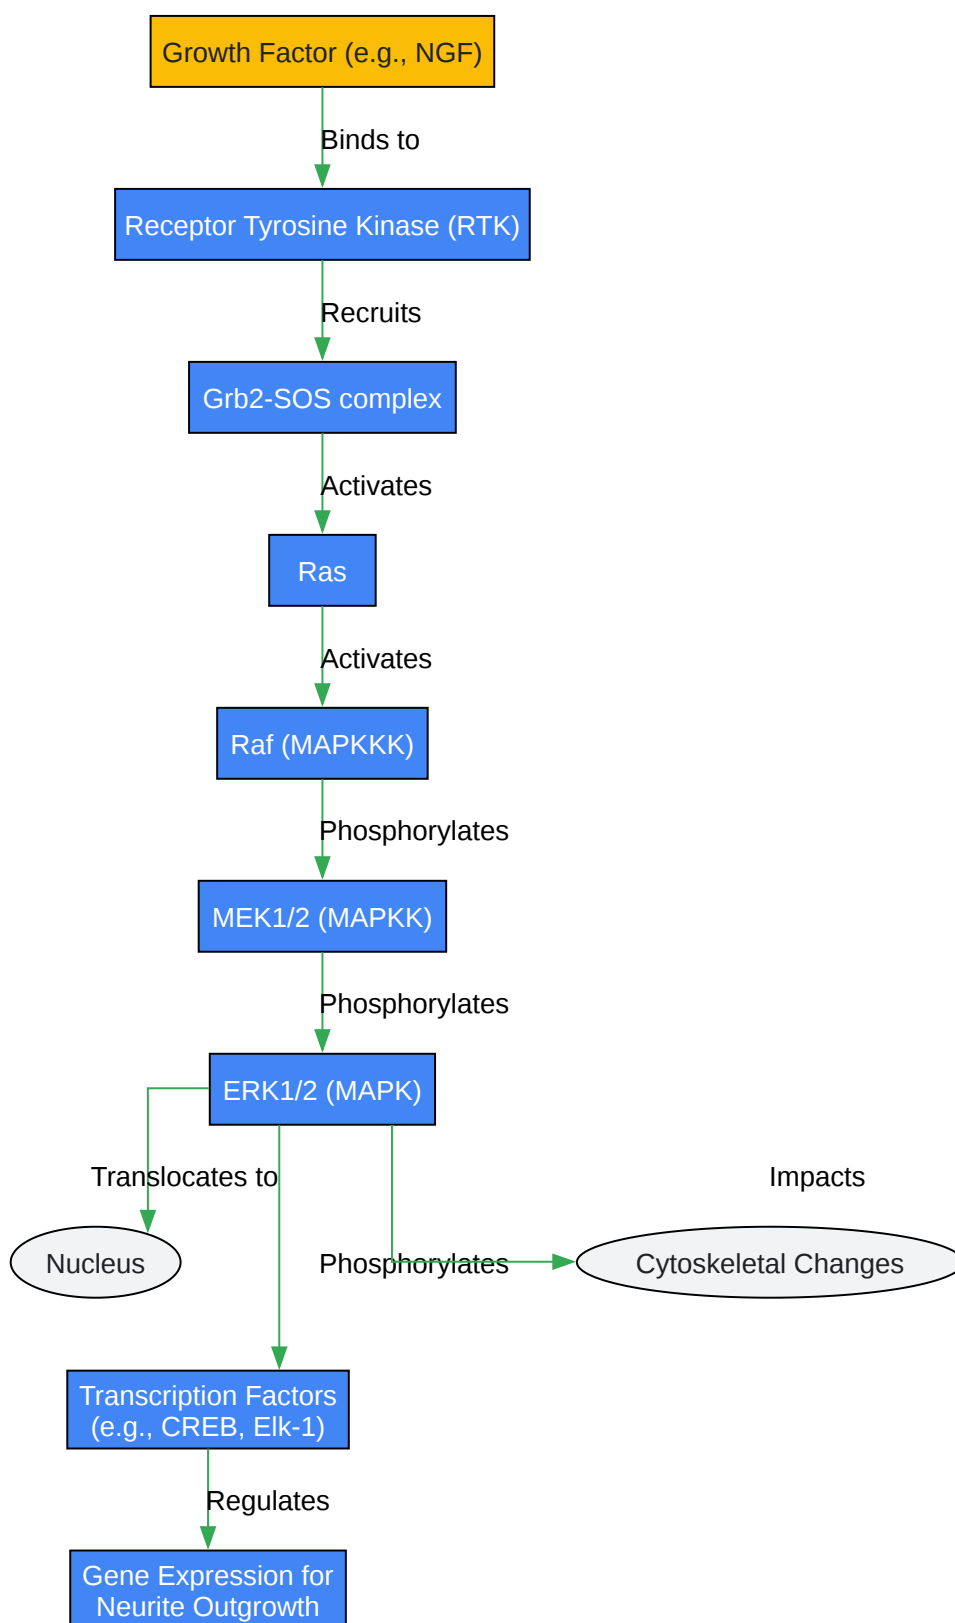 Growth Factor (e.g., NGF)
Binds to
Receptor Tyrosine Kinase (RTK)
Recruits
Grb2-SOS complex
Activates
Ras
Activates
Raf (MAPKKK)
Phosphorylates
MEK1/2 (MAPKK)
Phosphorylates
ERK1/2 (MAPK)
Translocates to
Impacts
Nucleus
Phosphorylates
Cytoskeletal Changes
Transcription Factors
(e.g., CREB, Elk-1)
Regulates
Gene Expression for
Neurite Outgrowth